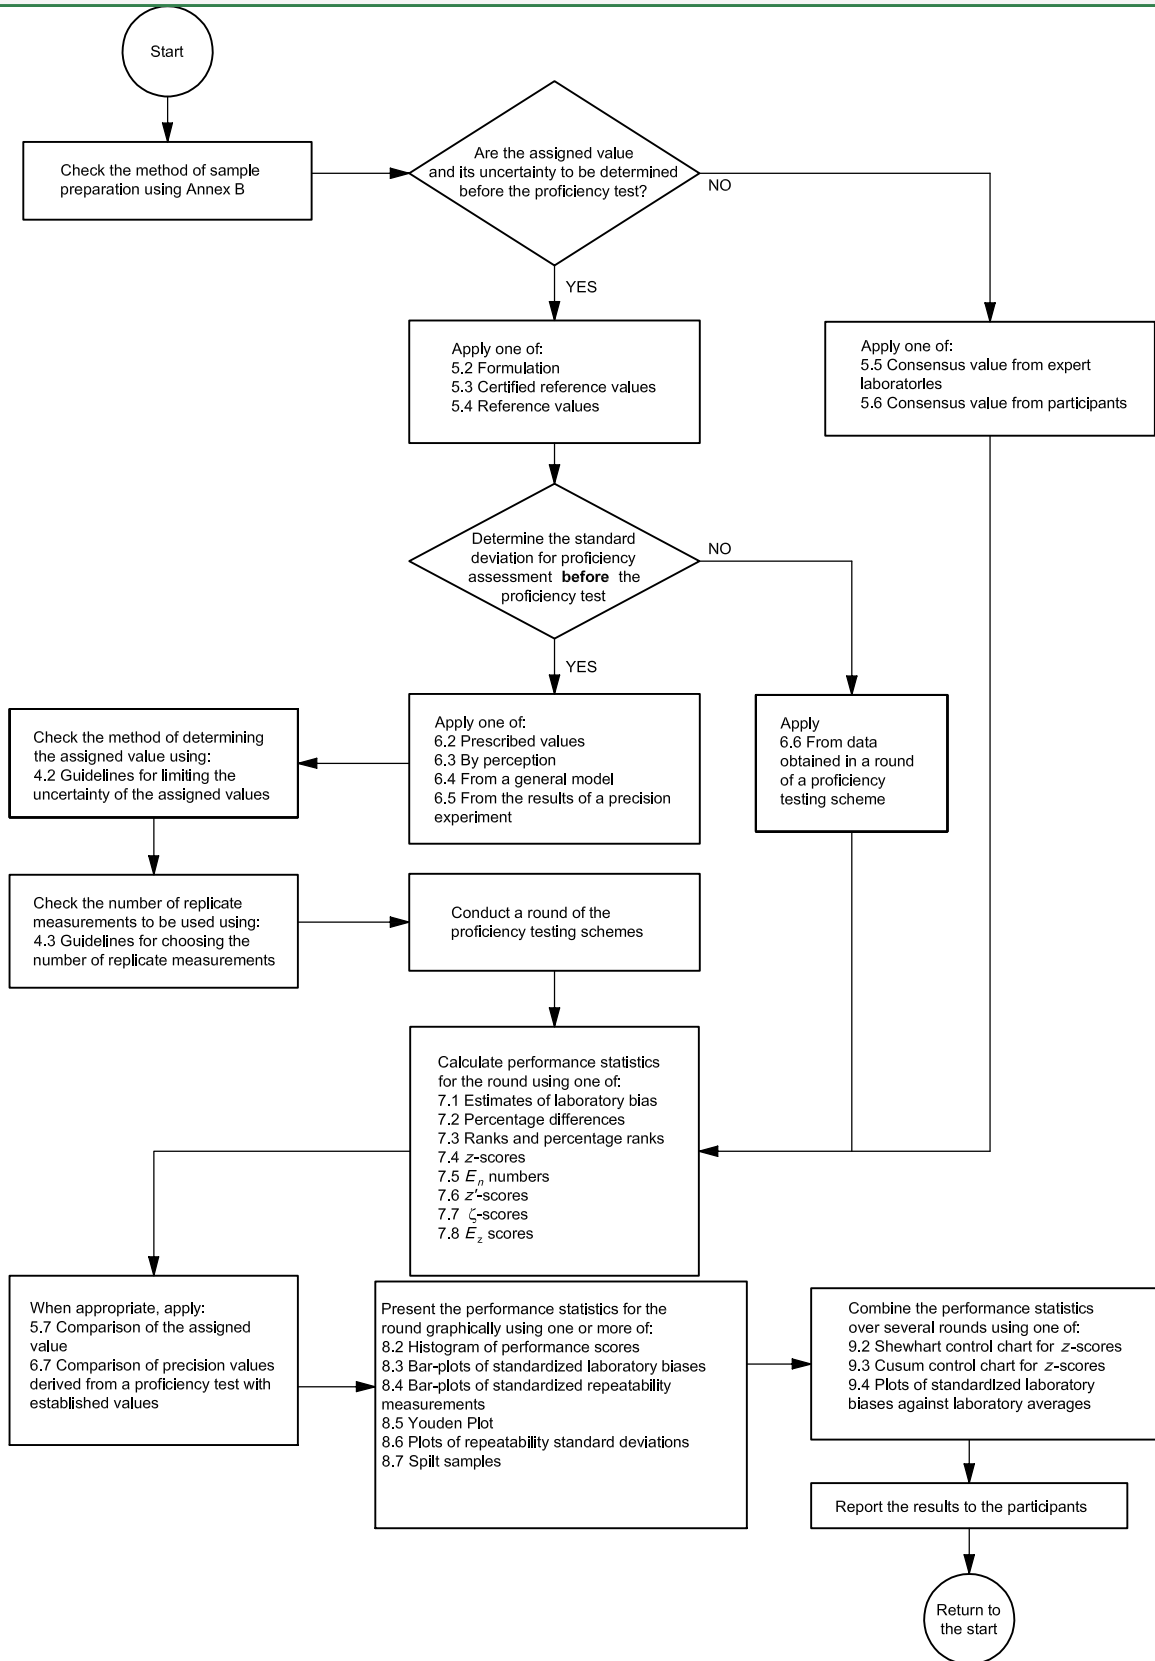 Start
Check the method of sample
preparation using Annex B
Are the assigned value
and its uncertainty to be determined
before the proficiency test?
NO
YES
Apply one of:
5.2 Formulation
5.3 Certified reference values
5.4 Reference values
Apply one of:
5.5 Consensus value from expert
laboratories
5.6 Consensus value from participants
Determine the standard
deviation for proficiency
assessment before the
proficiency test
NO
YES
Check the method of determining
the assigned value using:
4.2 Guidelines for limiting the
uncertainty of the assigned values
Apply one of:
6.2 Prescribed values
6.3 By perception
6.4 From a general model
6.5 From the results of a precision
experiment
Apply
6.6 From data
obtained in a round
of a proficiency
testing scheme
Check the number of replicate
measurements to be used using:
4.3 Guidelines for choosing the
number of replicate measurements
Conduct a round of the
proficiency testing schemes
Calculate performance statistics
for the round using one of:
7.1 Estimates of laboratory bias
7.2 Percentage differences
7.3 Ranks and percentage ranks
7.4 z-scores
7.5 Eₙ numbers
7.6 z′-scores
7.7 ζ-scores
7.8 E_z scores
When appropriate, apply:
5.7 Comparison of the assigned
value
6.7 Comparison of precision values
derived from a proficiency test with
established values
Present the performance statistics for the
round graphically using one or more of:
8.2 Histogram of performance scores
8.3 Bar-plots of standardized laboratory biases
8.4 Bar-plots of standardized repeatability
measurements
8.5 Youden Plot
8.6 Plots of repeatability standard deviations
8.7 Spilt samples
Combine the performance statistics
over several rounds using one of:
9.2 Shewhart control chart for z-scores
9.3 Cusum control chart for z-scores
9.4 Plots of standardized laboratory
biases against laboratory averages
Report the results to the participants
Return to
the start